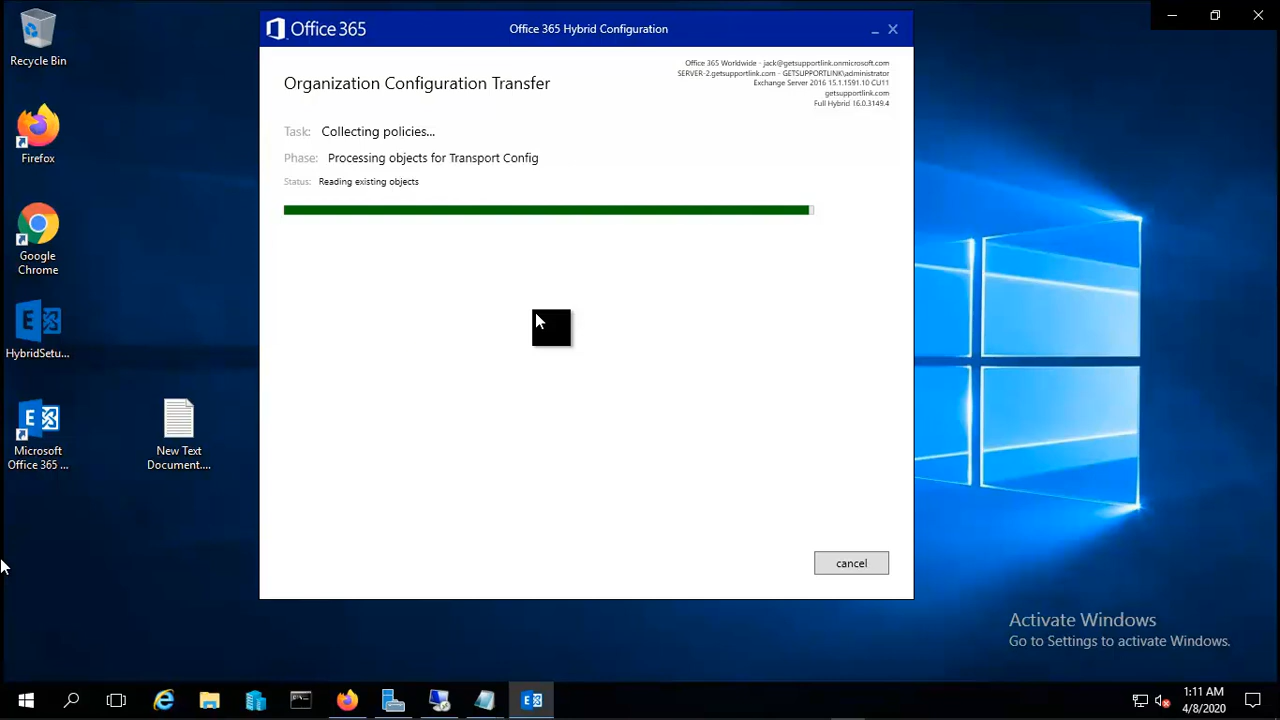 Recycle Bin
Firefox
Google
Chrome
HybridSetu...
Microsoft
Office 365 ...
New Text
Document....
Office 365
Office 365 Hybrid Configuration
Office 365 Worldwide - jack@getsupportlink.onmicrosoft.com
SERVER-2.getsupportlink.com - GETSUPPORTLINK\administrator
Exchange Server 2016 15.1.1591.10 CU11
getsupportlink.com
Full Hybrid 16.0.3149.4
Organization Configuration Transfer
Task: Collecting policies...
Phase: Processing objects for Transport Config
Status: Reading existing objects
cancel
Activate Windows
Go to Settings to activate Windows.
1:11 AM
4/8/2020